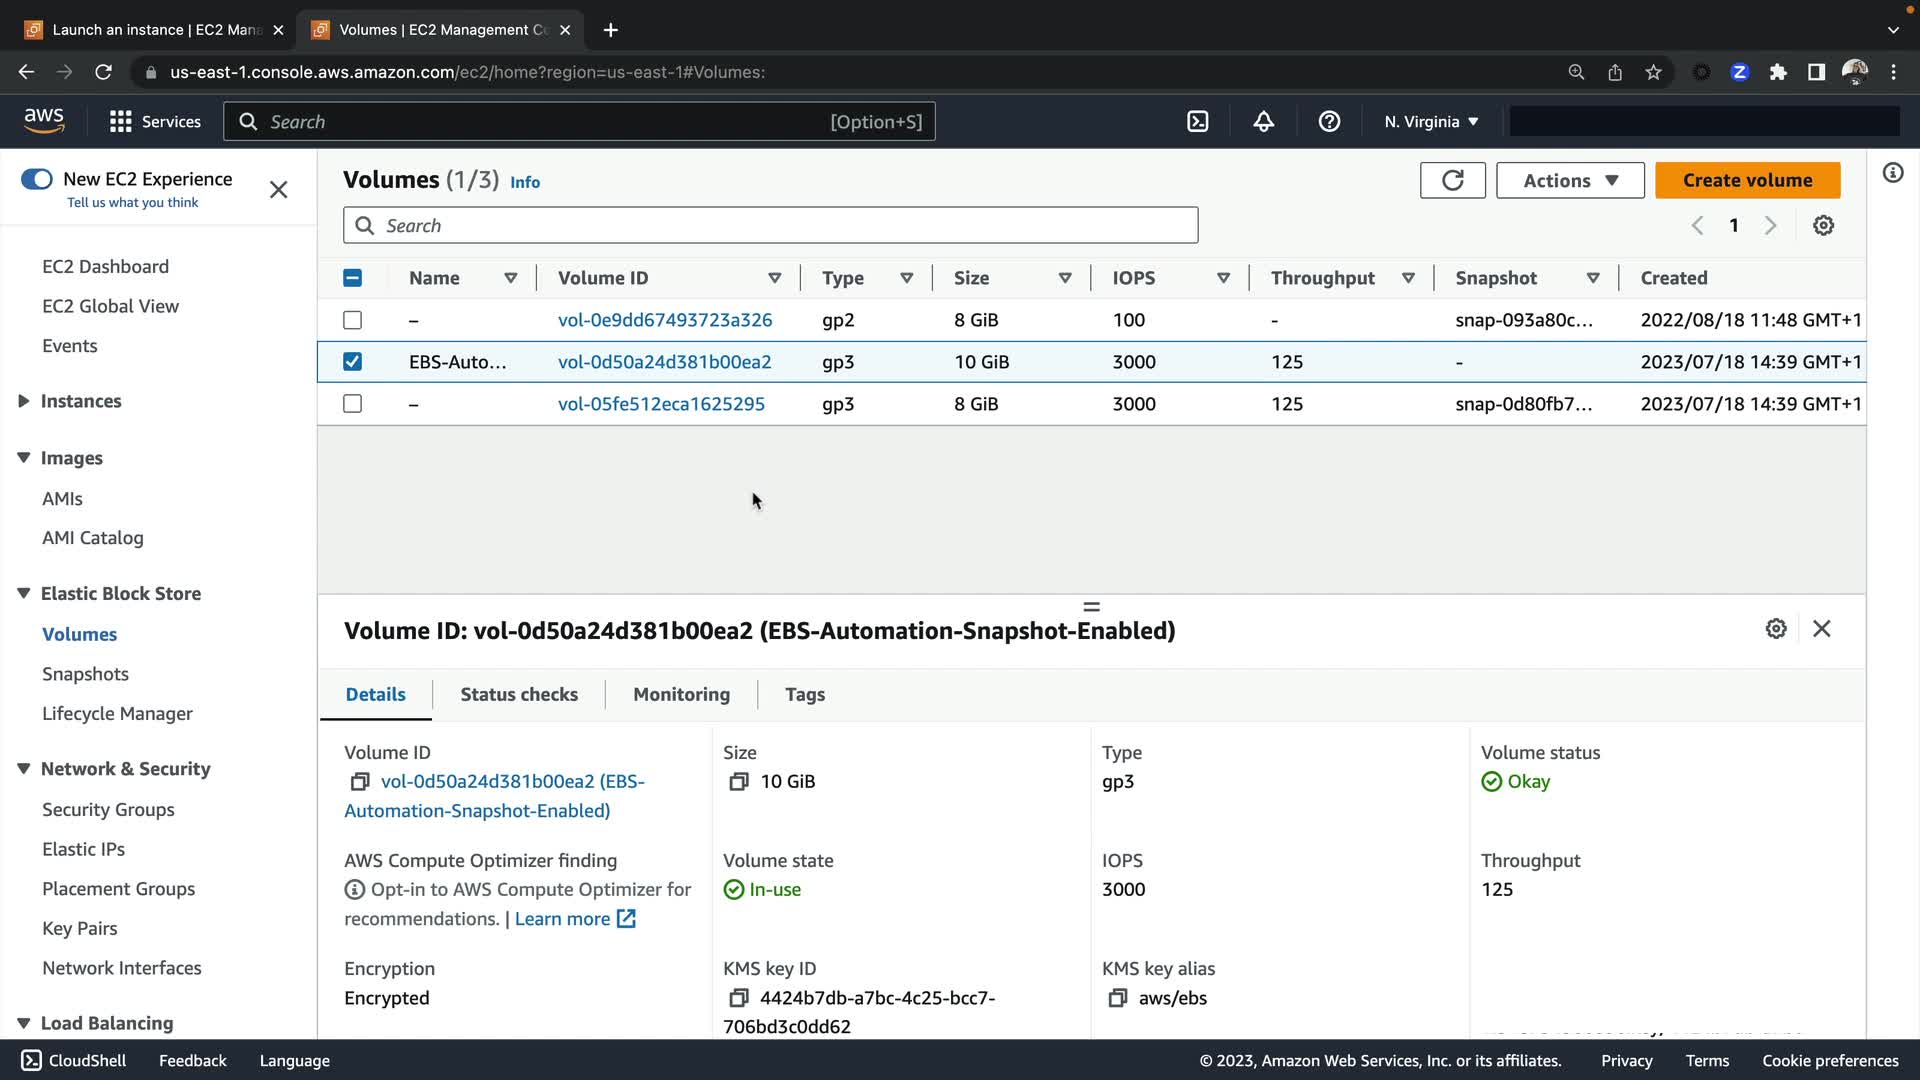 Launch an instance | EC2 Mana
Volumes | EC2 Management Co
us-east-1.console.aws.amazon.com/ec2/home?region=us-east-1#Volumes:
aws
Services
Search
[Option+S]
N. Virginia
New EC2 Experience
Tell us what you think
EC2 Dashboard
EC2 Global View
Events
Instances
Images
AMIs
AMI Catalog
Elastic Block Store
Volumes
Snapshots
Lifecycle Manager
Network & Security
Security Groups
Elastic IPs
Placement Groups
Key Pairs
Network Interfaces
Load Balancing
Volumes (1/3) Info
Actions
Create volume
Search
1
Name Volume ID Type Size IOPS Throughput Snapshot Created
– vol-0e9dd67493723a326 gp2 8 GiB 100 - snap-093a80c... 2022/08/18 11:48 GMT+1
EBS-Auto... vol-0d50a24d381b00ea2 gp3 10 GiB 3000 125 - 2023/07/18 14:39 GMT+1
– vol-05fe512eca1625295 gp3 8 GiB 3000 125 snap-0d80fb7... 2023/07/18 14:39 GMT+1
Volume ID: vol-0d50a24d381b00ea2 (EBS-Automation-Snapshot-Enabled)
Details
Status checks
Monitoring
Tags
Volume ID
vol-0d50a24d381b00ea2 (EBS-
Automation-Snapshot-Enabled)
Size
10 GiB
Type
gp3
Volume status
Okay
AWS Compute Optimizer finding
Opt-in to AWS Compute Optimizer for
recommendations. | Learn more
Volume state
In-use
IOPS
3000
Throughput
125
Encryption
Encrypted
KMS key ID
4424b7db-a7bc-4c25-bcc7-
706bd3c0dd62
KMS key alias
aws/ebs
CloudShell
Feedback
Language
© 2023, Amazon Web Services, Inc. or its affiliates.
Privacy
Terms
Cookie preferences